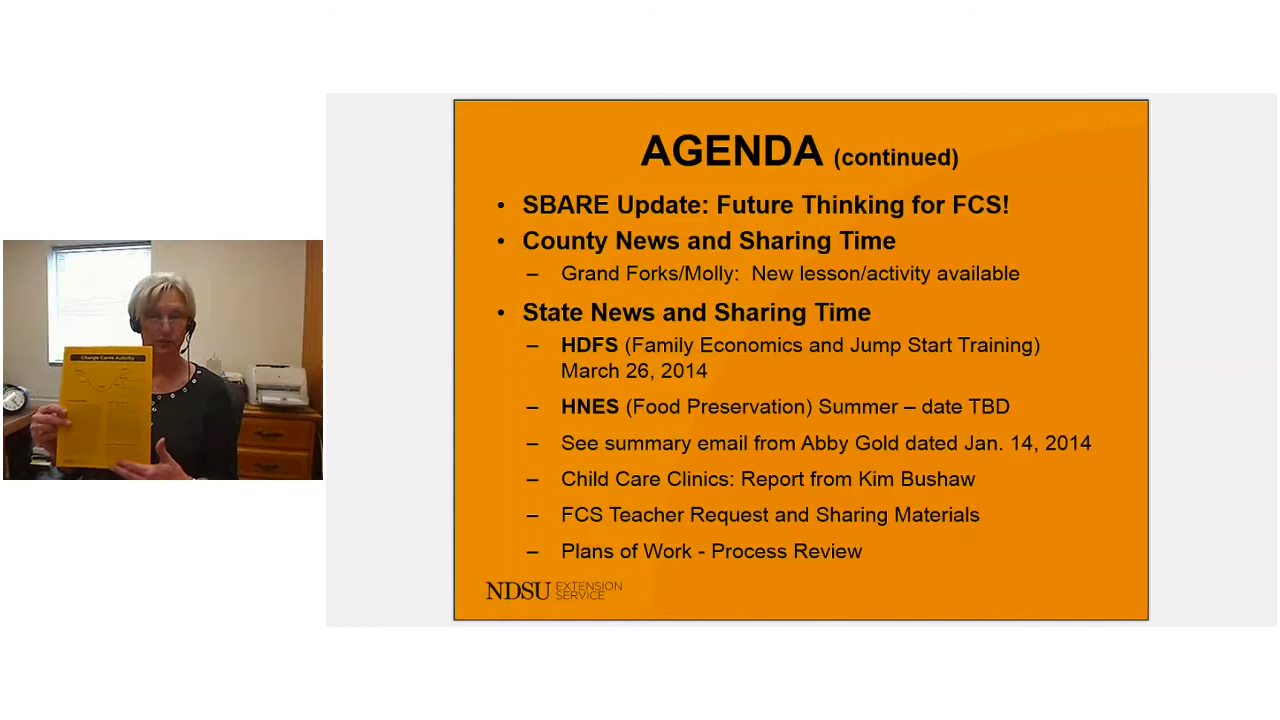 AGENDA (continued)
• SBARE Update: Future Thinking for FCS!
• County News and Sharing Time
– Grand Forks/Molly: New lesson/activity available
• State News and Sharing Time
– HDFS (Family Economics and Jump Start Training)
March 26, 2014
– HNES (Food Preservation) Summer – date TBD
– See summary email from Abby Gold dated Jan. 14, 2014
– Child Care Clinics: Report from Kim Bushaw
– FCS Teacher Request and Sharing Materials
– Plans of Work - Process Review
NDSU EXTENSION
SERVICE
Change Curve Activity